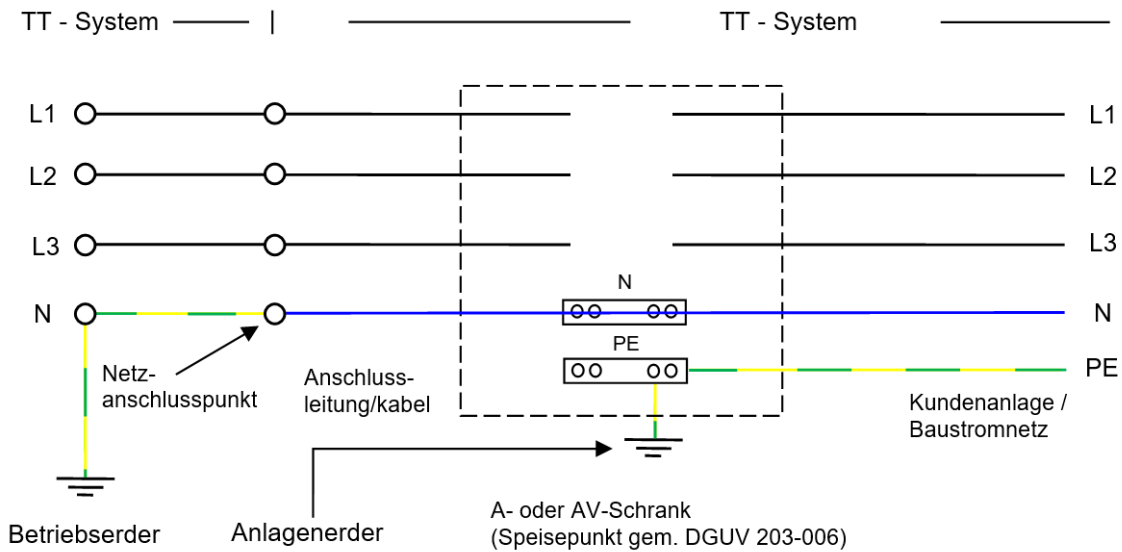 TT - System
TT - System
L1
L1
L2
L2
L3
L3
N
N
N
PE
PE
Netz-
anschlusspunkt
Anschluss-
leitung/kabel
Kundenanlage /
Baustromnetz
Betriebserder
Anlagenerder
A- oder AV-Schrank
(Speisepunkt gem. DGUV 203-006)